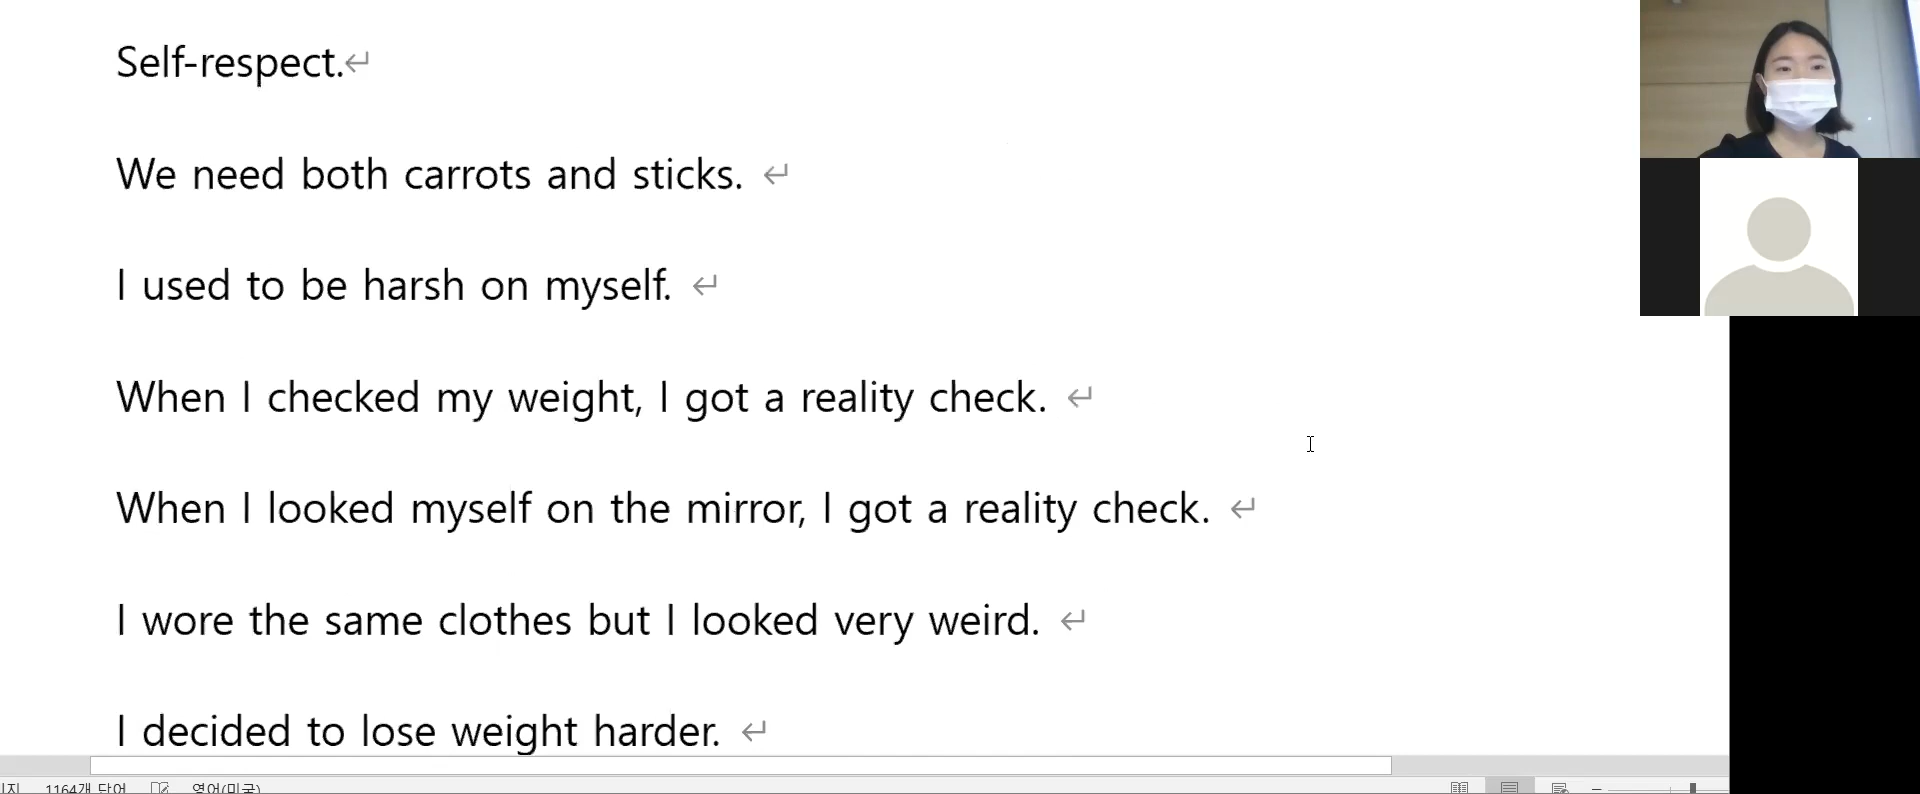 Self-respect.
We need both carrots and sticks.
I used to be harsh on myself.
When I checked my weight, I got a reality check.
When I looked myself on the mirror, I got a reality check.
I wore the same clothes but I looked very weird.
I decided to lose weight harder.
1164개 단어 영어(미국)